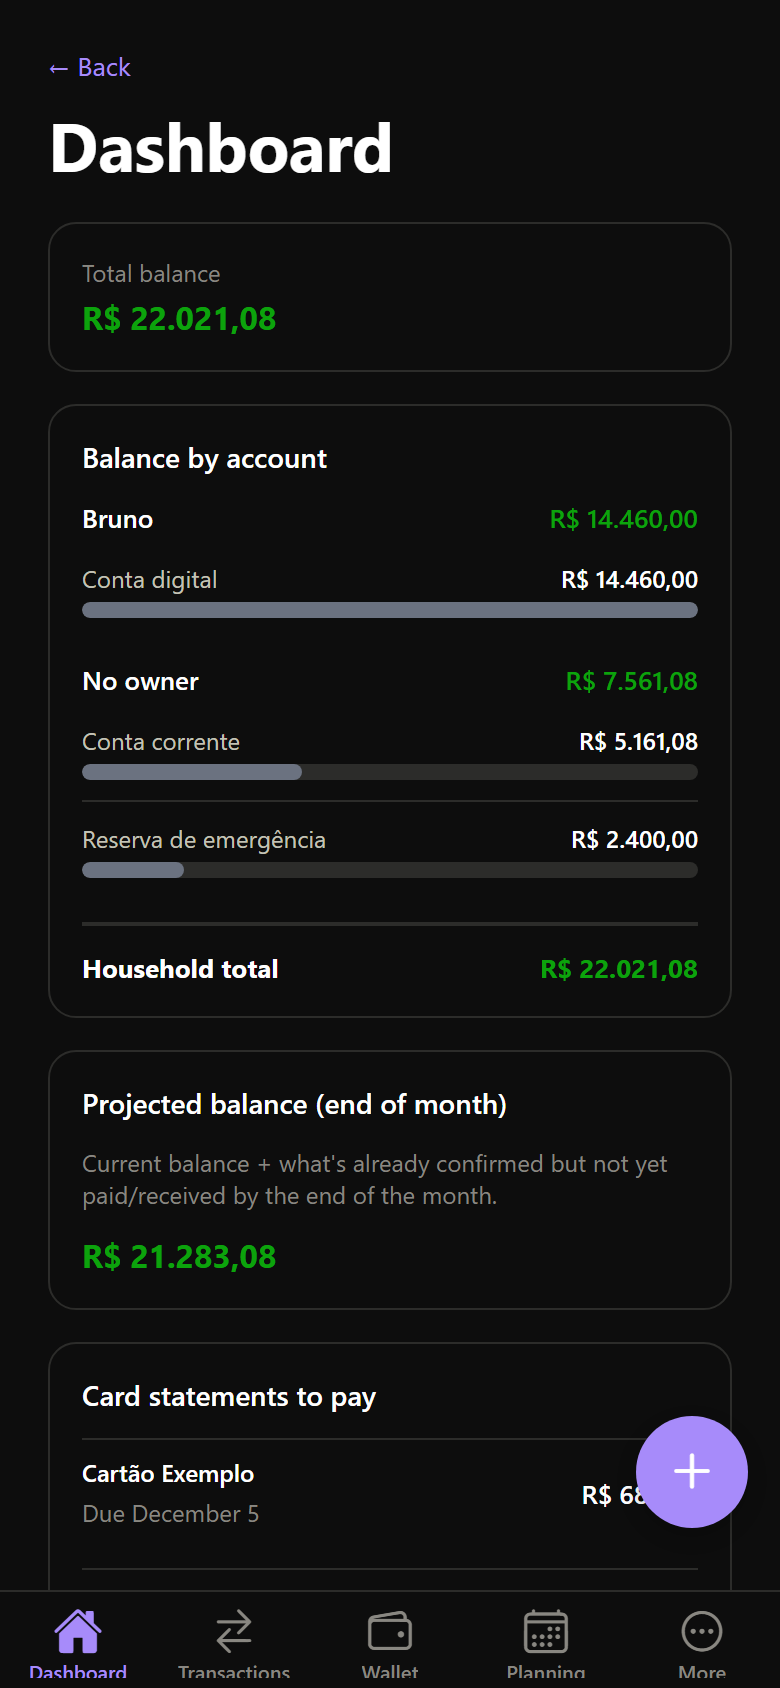 ← Back
Dashboard
Total balance
R$ 22.021,08
Balance by account
Bruno R$ 14.460,00
Conta digital R$ 14.460,00
No owner R$ 7.561,08
Conta corrente R$ 5.161,08
Reserva de emergência R$ 2.400,00
Household total R$ 22.021,08
Projected balance (end of month)
Current balance + what's already confirmed but not yet
paid/received by the end of the month.
R$ 21.283,08
Card statements to pay
Cartão Exemplo
R$
Due December 5
Dashboard Transactions Wallet Planning More